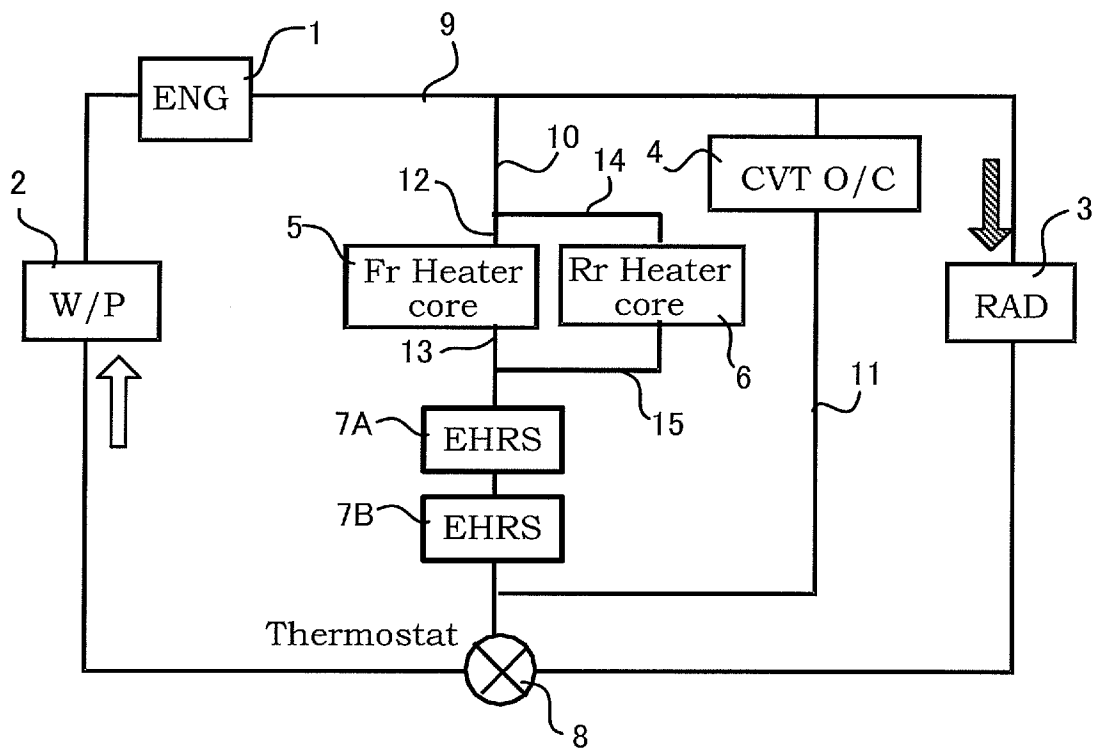 1
9
ENG
2
10
14
4
CVT O/C
12
3
5
Fr Heater
core
Rr Heater
core
W/P
RAD
13
6
11
15
7A
EHRS
7B
EHRS
Thermostat
8